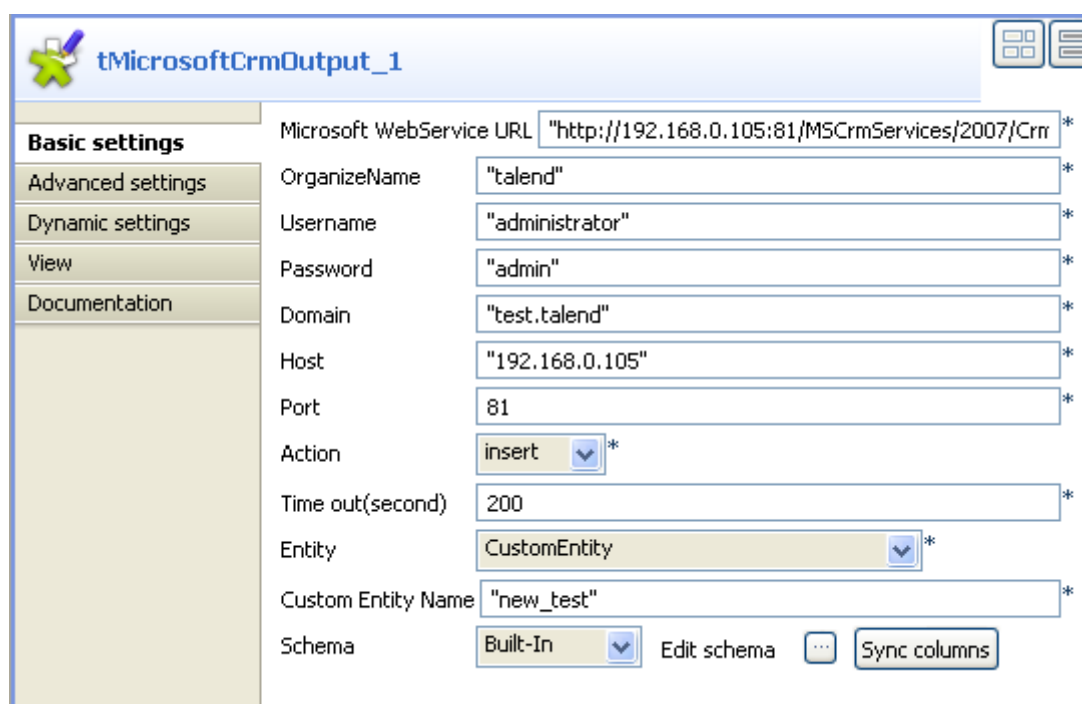 tMicrosoftCrmOutput_1
Basic settings
Advanced settings
Dynamic settings
View
Documentation
Microsoft WebService URL "http://192.168.0.105:81/MSCrmServices/2007/Crm *
OrganizeName "talend" *
Username "administrator" *
Password "admin" *
Domain "test.talend" *
Host "192.168.0.105" *
Port 81 *
Action insert *
Time out(second) 200 *
Entity CustomEntity *
Custom Entity Name "new_test" *
Schema Built-In Edit schema ... Sync columns